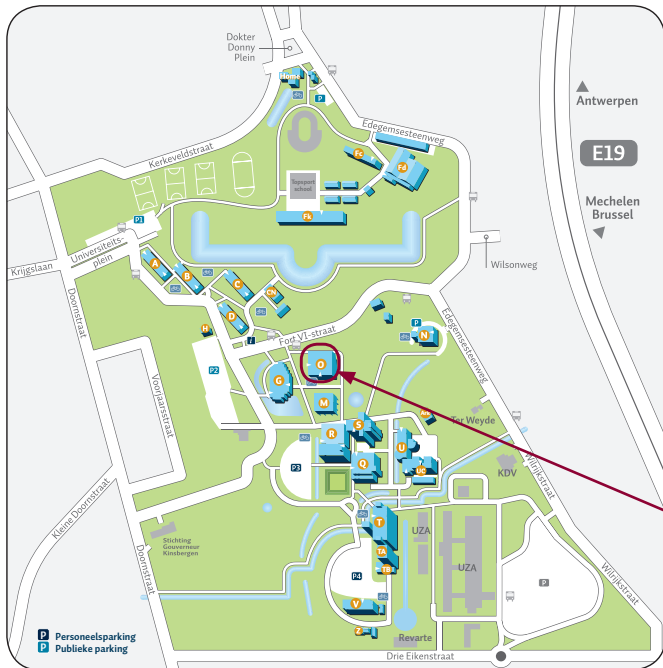 Dokter
Donny
Plein
Home
P
Edegemsesteenweg
Antwerpen
E19
Kerkeveldstraat
Fc
Fd
Topsport
school
Mechelen
Brussel
Fk
P1
Universiteits-
plein
Krijgslaan
Wilsonweg
A
B
C
CN
D
H
i
Fort VI-straat
P
N
Edegemsesteenweg
Doornstraat
P2
O
G
M
Voorjaarsstraat
Ter Weyde
S
R
U
P3
Q
UC
KDV
Wilrijkstraat
Kleine Doornstraat
T
UZA
Stichting
Gouverneur
Kinsbergen
TA
TB
UZA
Doornstraat
P4
P
Wilrijkstraat
V
Z
Revarte
P Personeelsparking
P Publieke parking
Drie Eikenstraat